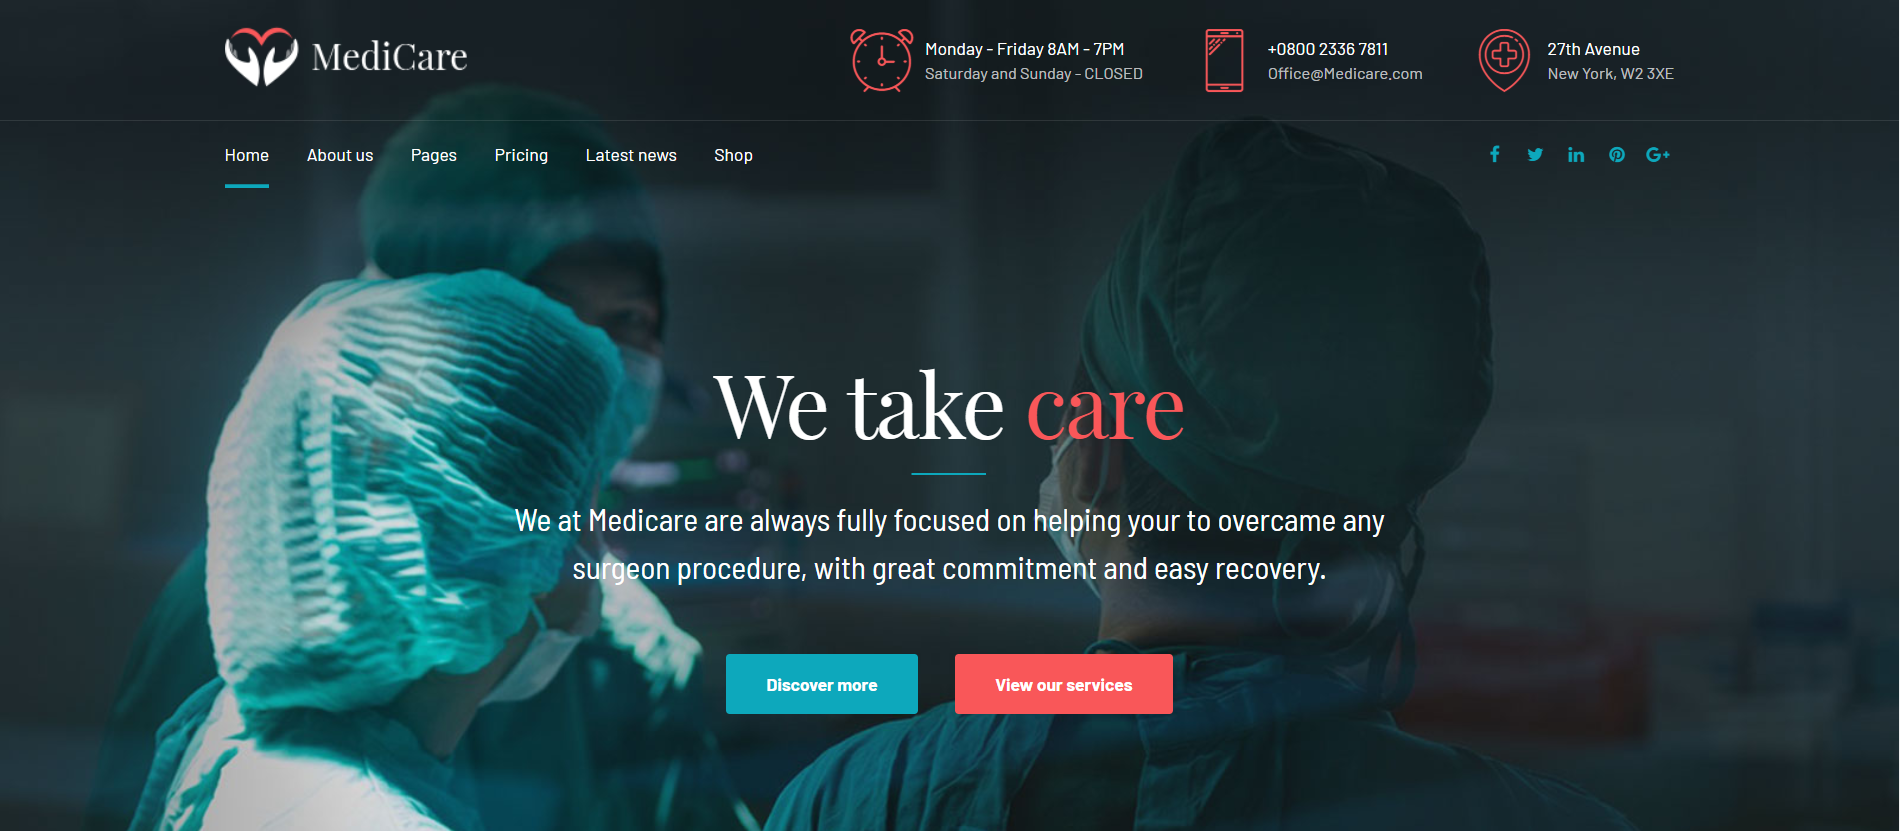 MediCare
Monday - Friday 8AM - 7PM
Saturday and Sunday - CLOSED
+0800 2336 7811
Office@Medicare.com
27th Avenue
New York, W2 3XE
Home About us Pages Pricing Latest news Shop
We take care
We at Medicare are always fully focused on helping your to overcame any
surgeon procedure, with great commitment and easy recovery.
Discover more View our services